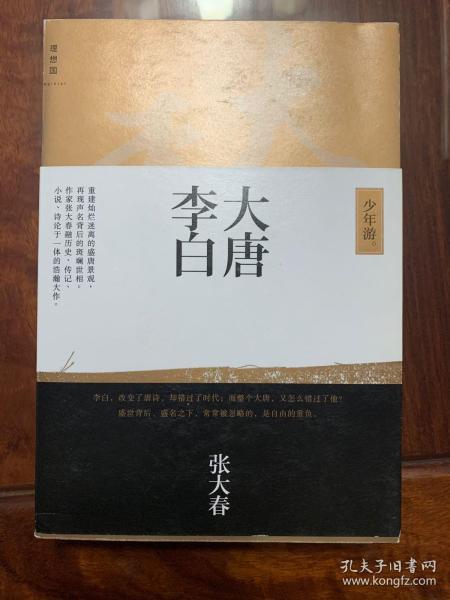 理想国
大唐
李白
少年游。
重建灿烂迷离的盛唐景观，
再现声名背后的斑斓世相。
作家张大春融历史、传记、
小说、诗论于一体的浩瀚大作。
李白，改变了唐诗，却错过了时代；而整个大唐，又怎么错过了他？
盛世背后、盛名之下，常常被忽略的，是自由的重负。
张大春
孔夫子旧书网
www.kongfz.com